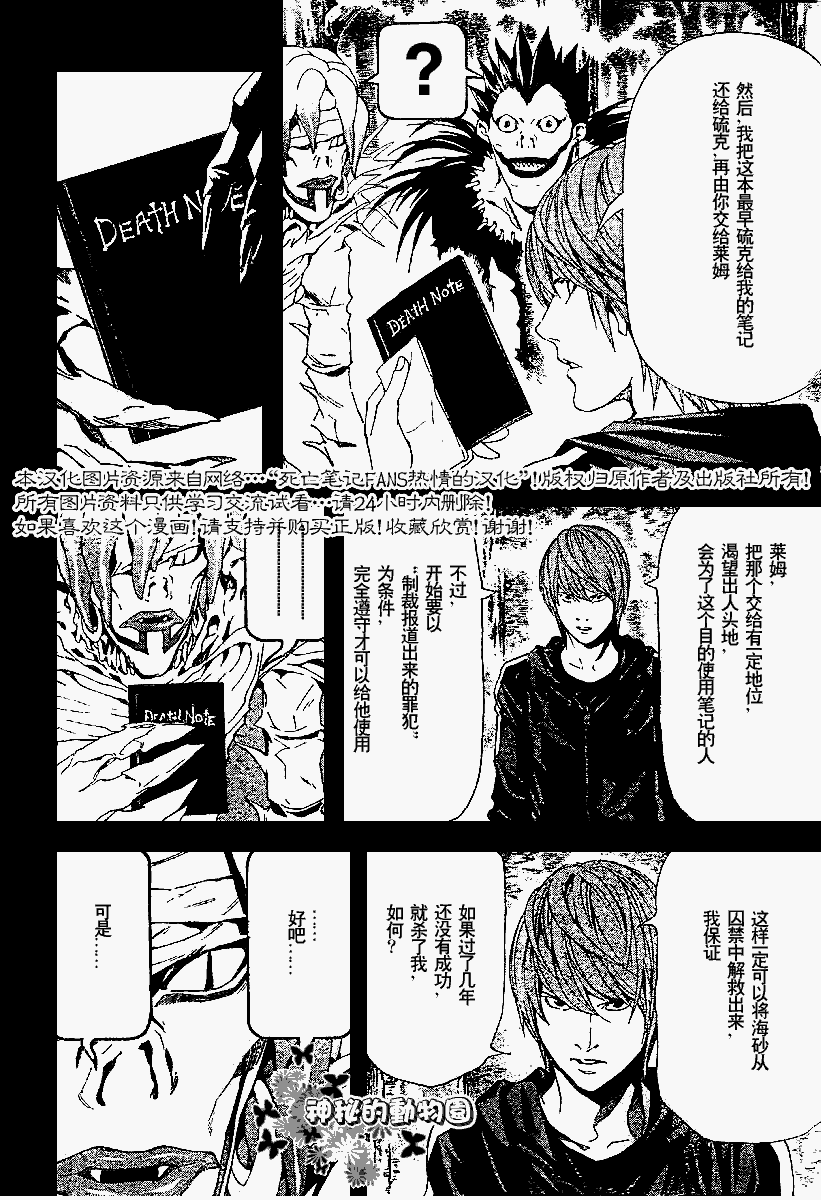 然后,我把这本最早硫克给我的笔记
还给硫克,再由你交给莱姆
?
DEATH NOTE
DEATH NOTE
本汉化图片资源来自网络…“死亡笔记FANS热情的汉化”!版权归原作者及出版社所有!
所有图片资料只供学习交流试看…请24小时内删除!
如果喜欢这个漫画!请支持并购买正版!收藏欣赏!谢谢!
莱姆,
把那个交给有一定地位,
渴望出人头地,
会为了这个目的使用笔记的人
不过,
开始要以
“制裁报道出来的罪犯”
为条件,
完全遵守才可以给他使用
…………
…………
DEATH NOTE
这样一定可以将海砂从
囚禁中解救出来,
我保证
如果过了几年
还没有成功,
就杀了我,
如何?
……
好吧……
可是……
神秘的動物園